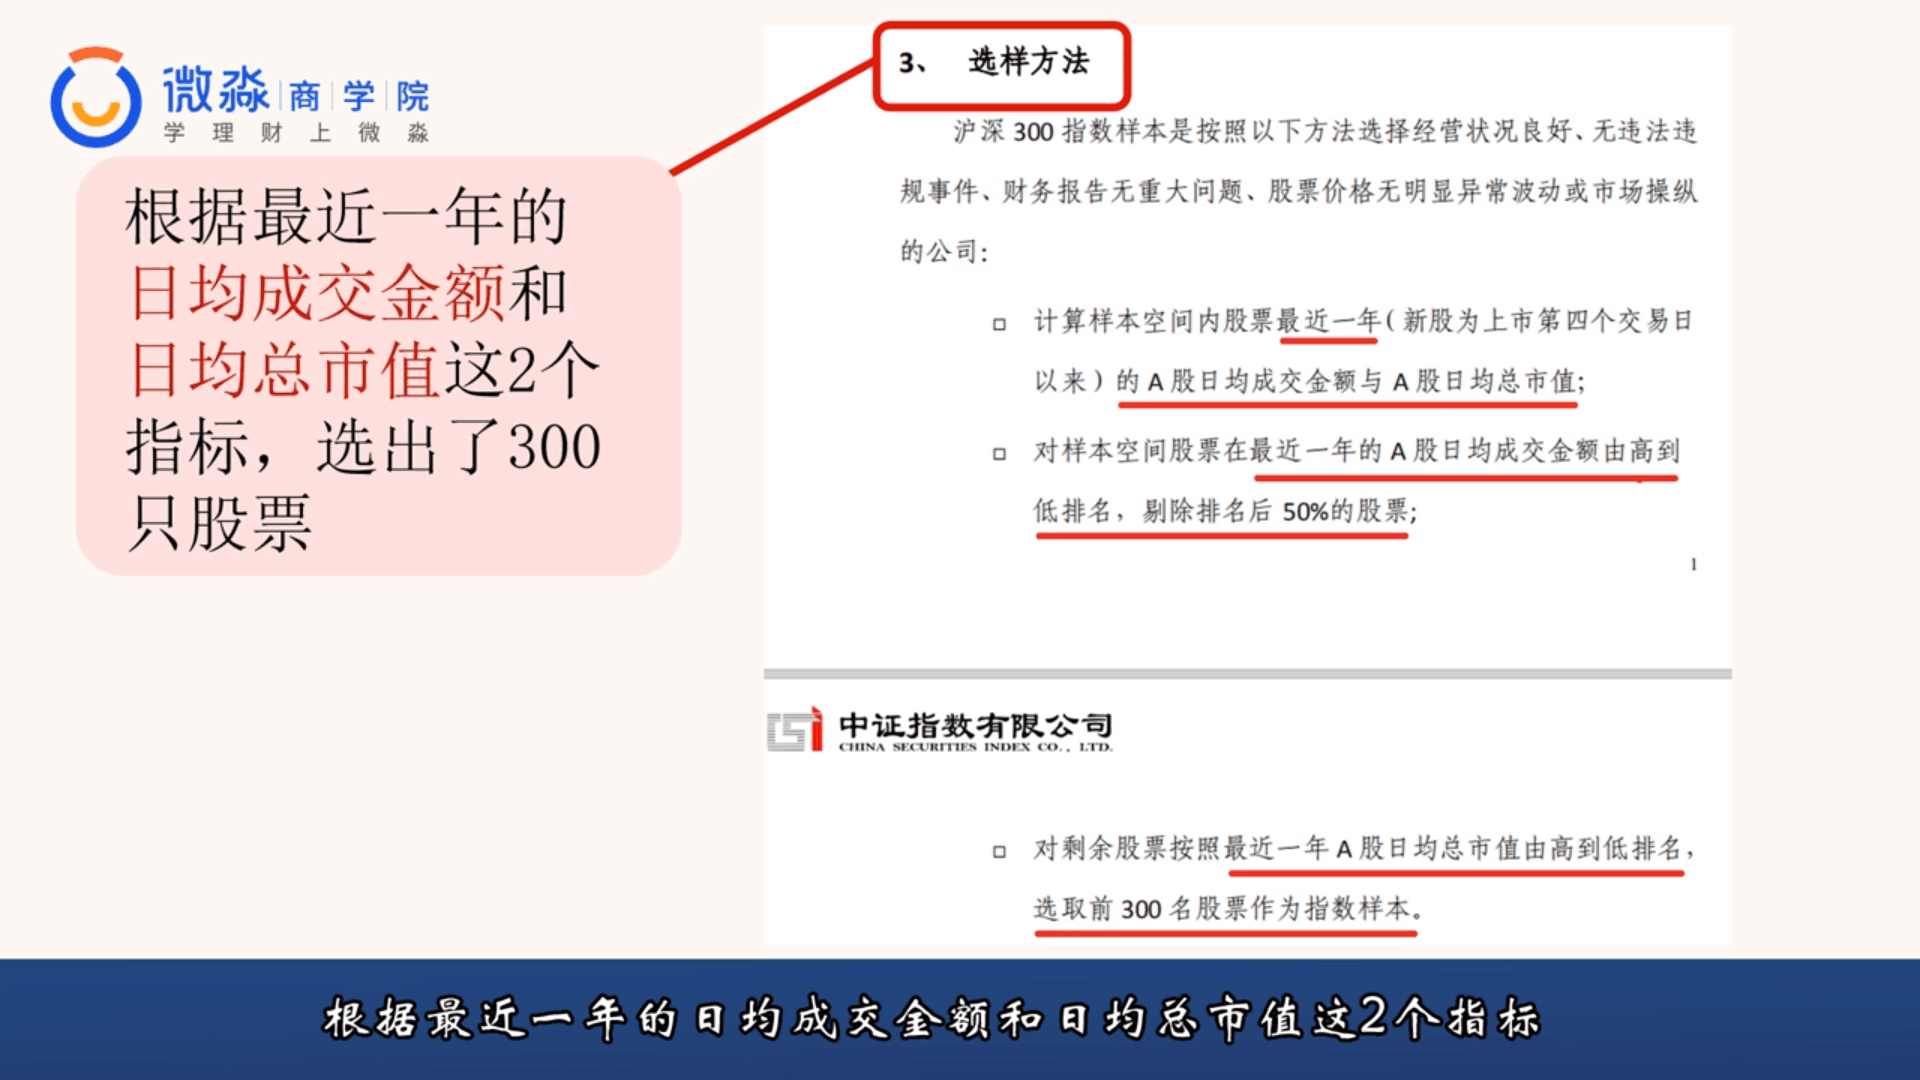 微淼商学院
学理财上微淼
根据最近一年的
日均成交金额和
日均总市值这2个
指标，选出了300
只股票
3、 选样方法
沪深 300 指数样本是按照以下方法选择经营状况良好、无违法违
规事件、财务报告无重大问题、股票价格无明显异常波动或市场操纵
的公司:
□ 计算样本空间内股票最近一年（新股为上市第四个交易日
以来）的 A 股日均成交金额与 A 股日均总市值;
□ 对样本空间股票在最近一年的 A 股日均成交金额由高到
低排名，剔除排名后 50%的股票;
1
中证指数有限公司
CHINA SECURITIES INDEX CO., LTD.
□ 对剩余股票按照最近一年 A 股日均总市值由高到低排名，
选取前 300 名股票作为指数样本。
根据最近一年的日均成交金额和日均总市值这2个指标